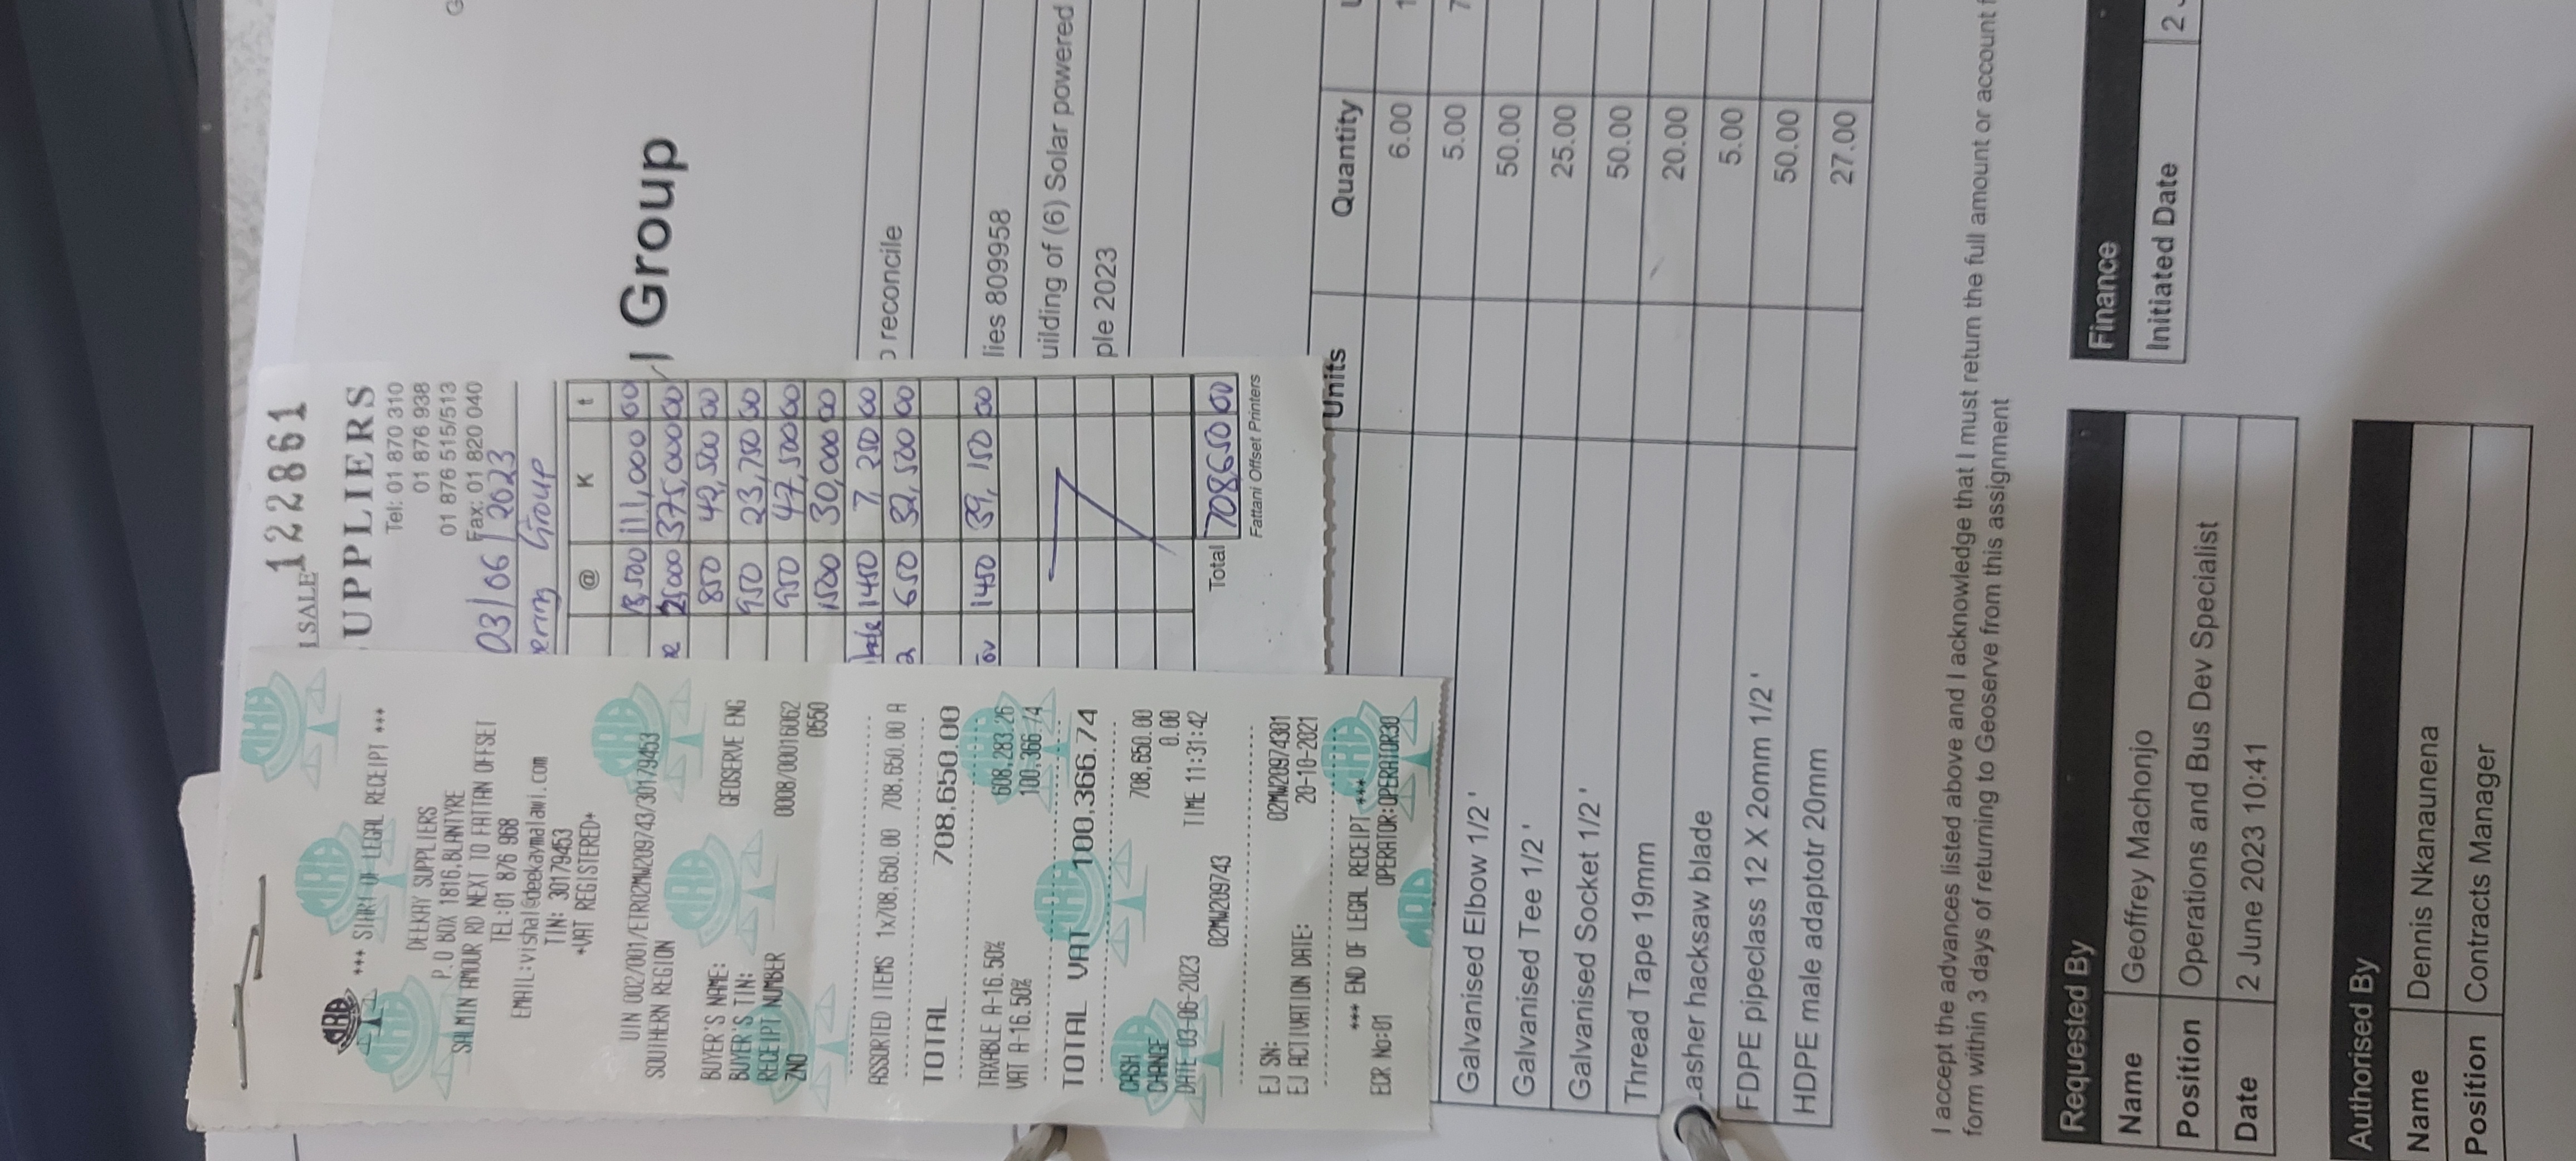 MRA
*** START OF LEGAL RECEIPT ***
DEEKAY SUPPLIERS
P.O BOX 1816,BLANTYRE
SALMIN AMOUR RD NEXT TO FATTAN OFFSET
TEL:01 876 968
EMAIL:vishal@deekaymalawi.com
TIN: 30179453
*VAT REGISTERED*
UIN 002/001/ETR02MW209743/30179453
SOUTHERN REGION
BUYER'S NAME: GEOSERVE ENG
BUYER'S TIN:
RECEIPT NUMBER 0008/00016062
ZNO 0550
ASSORTED ITEMS 1x708,650.00 708,650.00 A
TOTAL 708,650.00
TAXABLE A-16.50% 608,283.26
VAT A-16.50% 100,366.74
TOTAL VAT 100,366.74
CASH 708,650.00
CHANGE 0.00
DATE 03-06-2023 TIME 11:31:42
02MW209743
EJ SN: 02MW20974301
EJ ACTIVATION DATE: 20-10-2021
*** END OF LEGAL RECEIPT ***
ECR No:01 OPERATOR:OPERATOR30
SALE 122861
UPPLIERS
Tel: 01 870 310
01 876 938
01 876 515/513
Fax: 01 820 040
03/06/2023
ering Group
@ K t
18,500 111,000 00
25000 375,000 00
850 42,500 00
950 23,750 00
950 47,500 00
1500 30,000 00
1450 7,250 00
2 650 32,500 00
1450 39,150 00
Total 708,650 00
Fattani Offset Printers
Group
reconcile
lies 809958
uilding of (6) Solar powered
ple 2023
Units Quantity
6.00
5.00
Galvanised Elbow 1/2 ' 50.00
Galvanised Tee 1/2 ' 25.00
Galvanised Socket 1/2 ' 50.00
Thread Tape 19mm 20.00
Lasher hacksaw blade 5.00
FDPE pipeclass 12 X 2omm 1/2 ' 50.00
HDPE male adaptotr 20mm 27.00
I accept the advances listed above and I acknowledge that I must return the full amount or account f
form within 3 days of returning to Geoserve from this assignment
Requested By
Name Geoffrey Machonjo
Position Operations and Bus Dev Specialist
Date 2 June 2023 10:41
Finance
Initiated Date 2
Authorised By
Name Dennis Nkanaunena
Position Contracts Manager